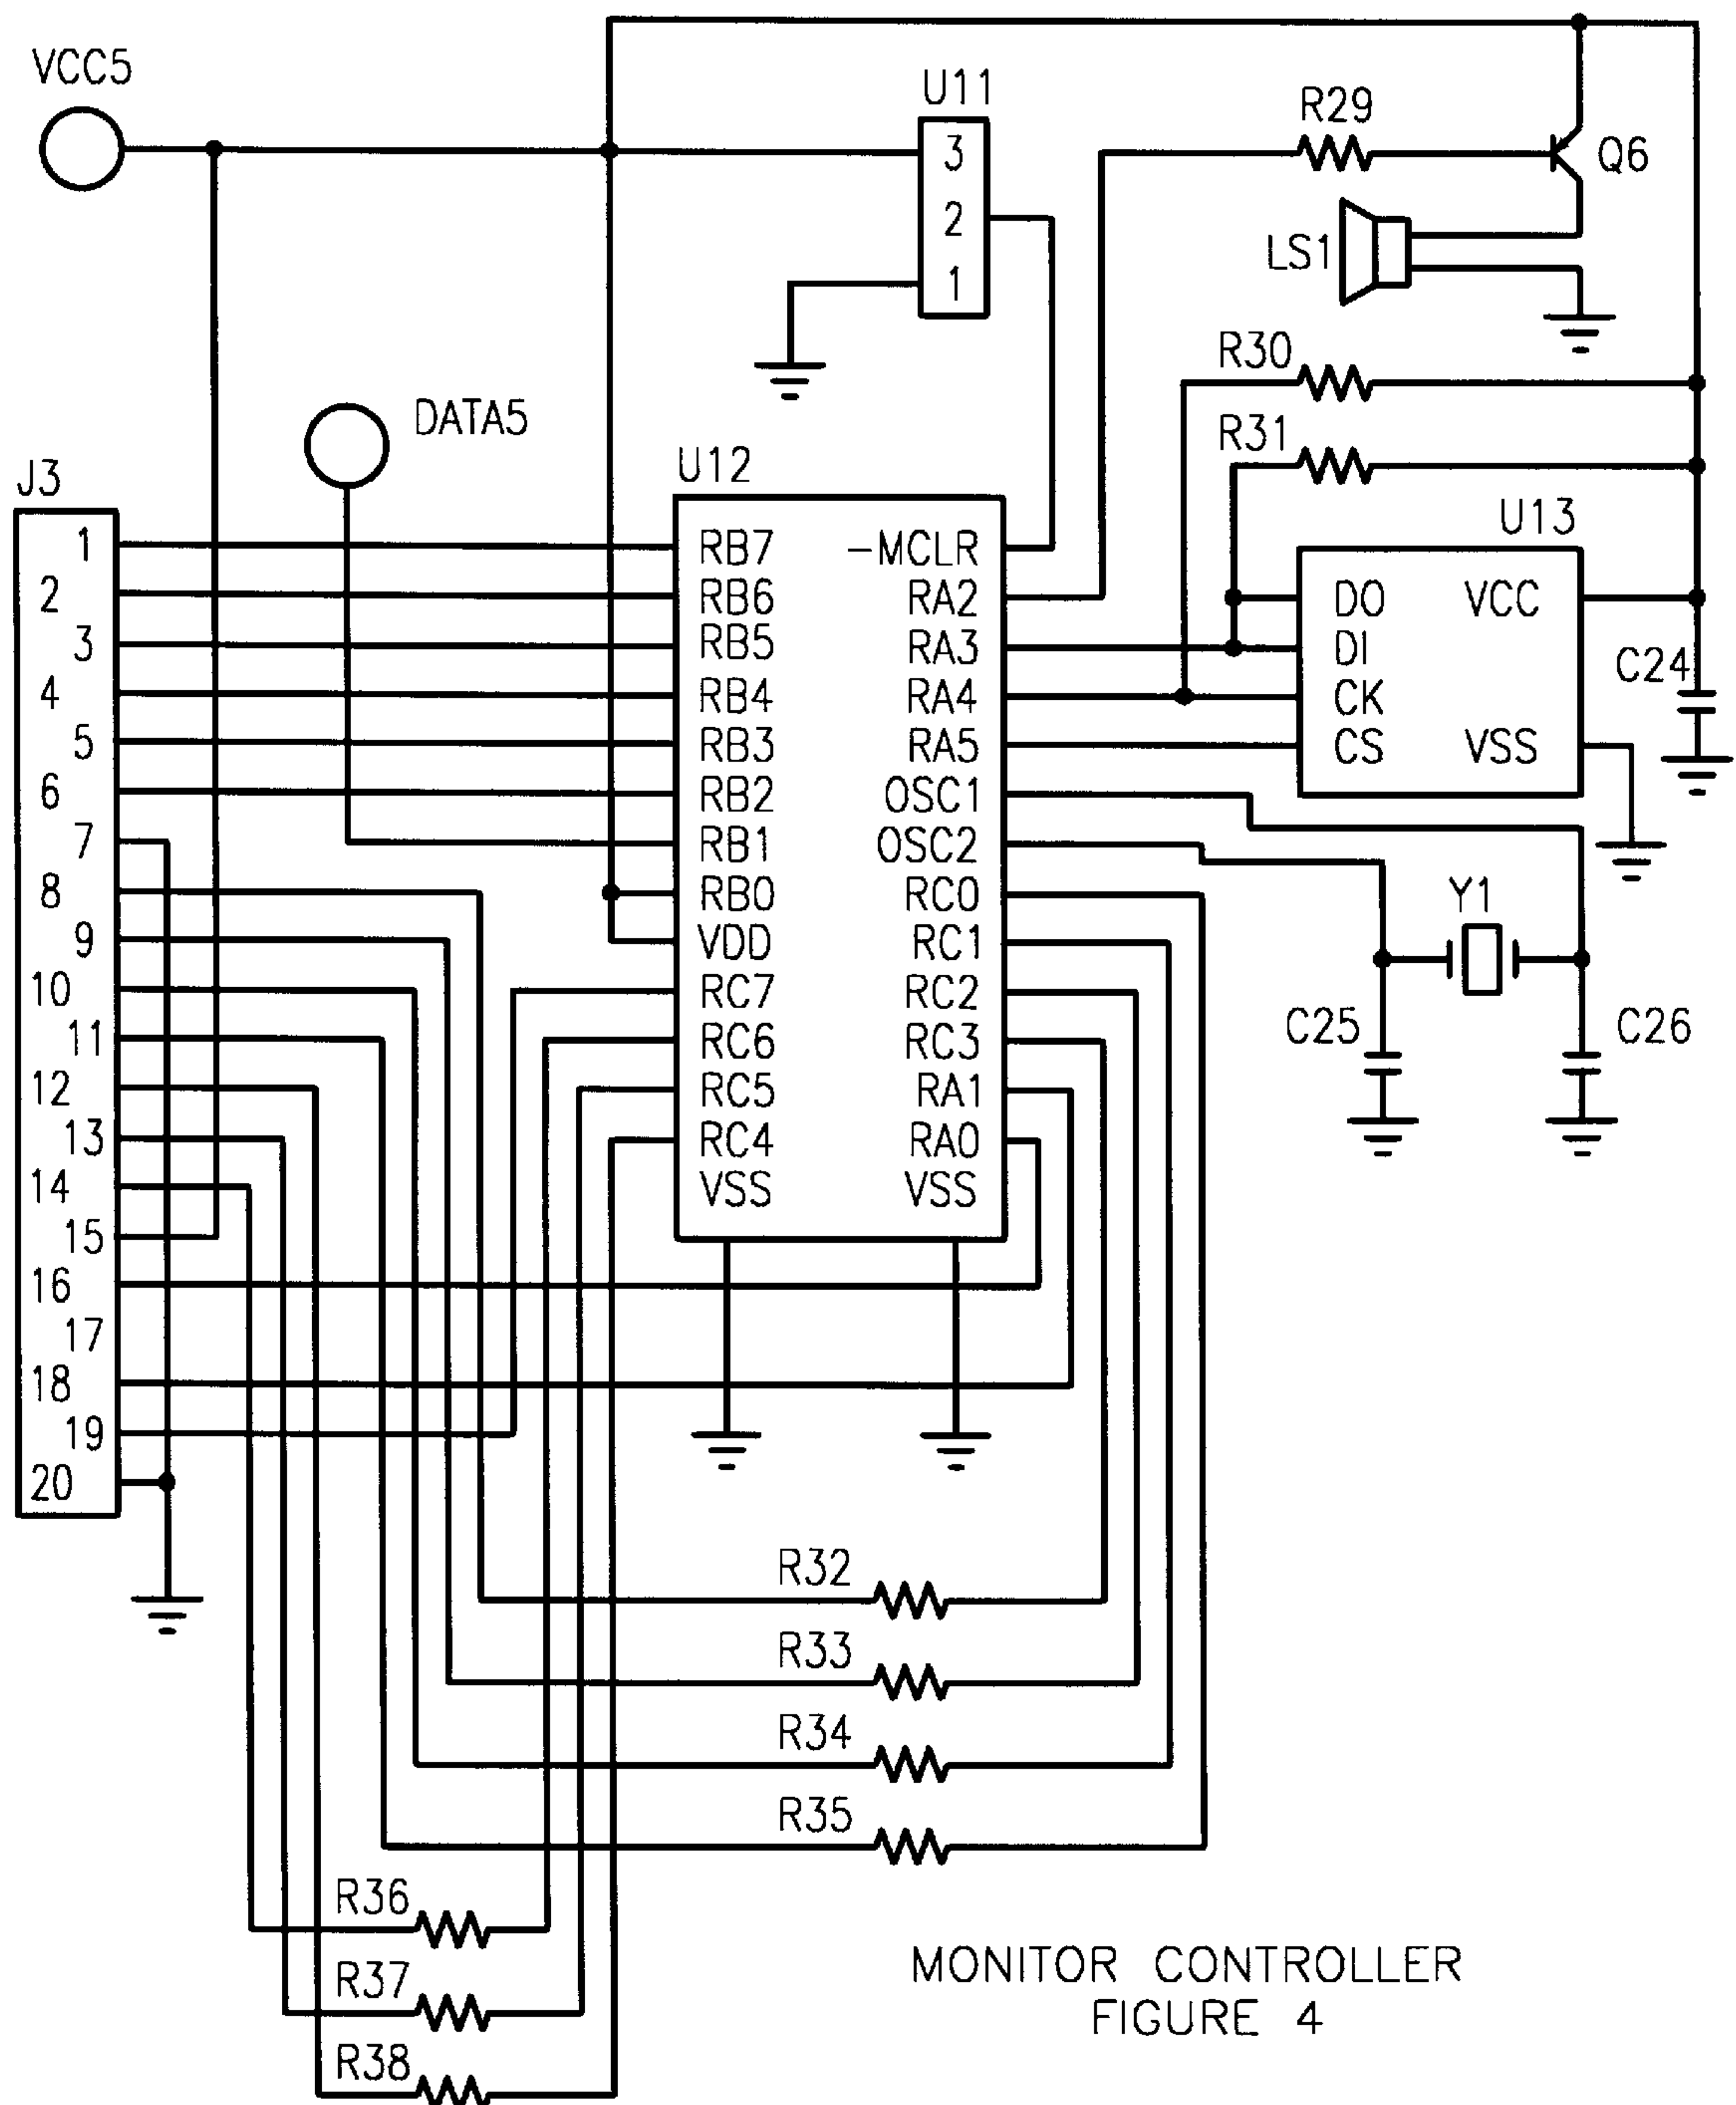 VCC5
U11
3
2
1
R29
Q6
LS1
R30
R31
DATA5
J3
1
2
3
4
5
6
7
8
9
10
11
12
13
14
15
16
17
18
19
20
U12
RB7 -MCLR
RB6 RA2
RB5 RA3
RB4 RA4
RB3 RA5
RB2 OSC1
RB1 OSC2
RB0 RC0
VDD RC1
RC7 RC2
RC6 RC3
RC5 RA1
RC4 RA0
VSS VSS
U13
DO VCC
DI
CK
CS VSS
C24
Y1
C25
C26
R32
R33
R34
R35
R36
R37
R38
MONITOR CONTROLLER
FIGURE 4